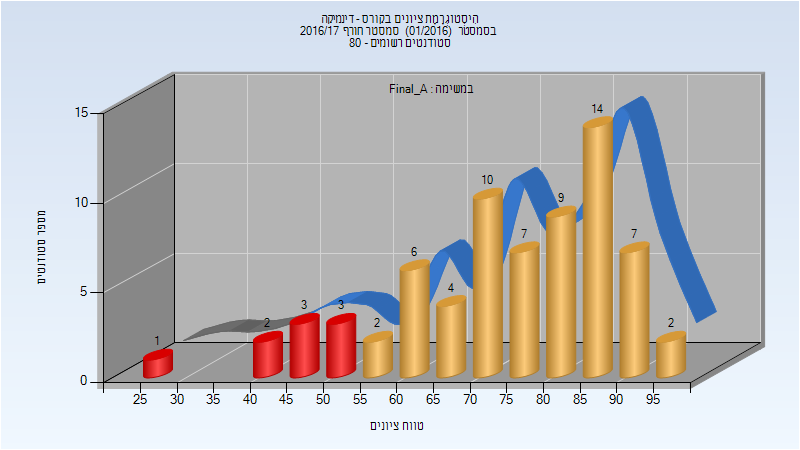 היסטוגרמת ציונים בקורס - דינמיקה
בסמסטר (01/2016) סמסטר חורף 2016/17
סטודנטים רשומים - 80
במשימה : Final_A
מספר סטודנטים
15
10
5
0
1
2
3
3
2
6
4
10
7
9
14
7
2
25 30 35 40 45 50 55 60 65 70 75 80 85 90 95
טווח ציונים